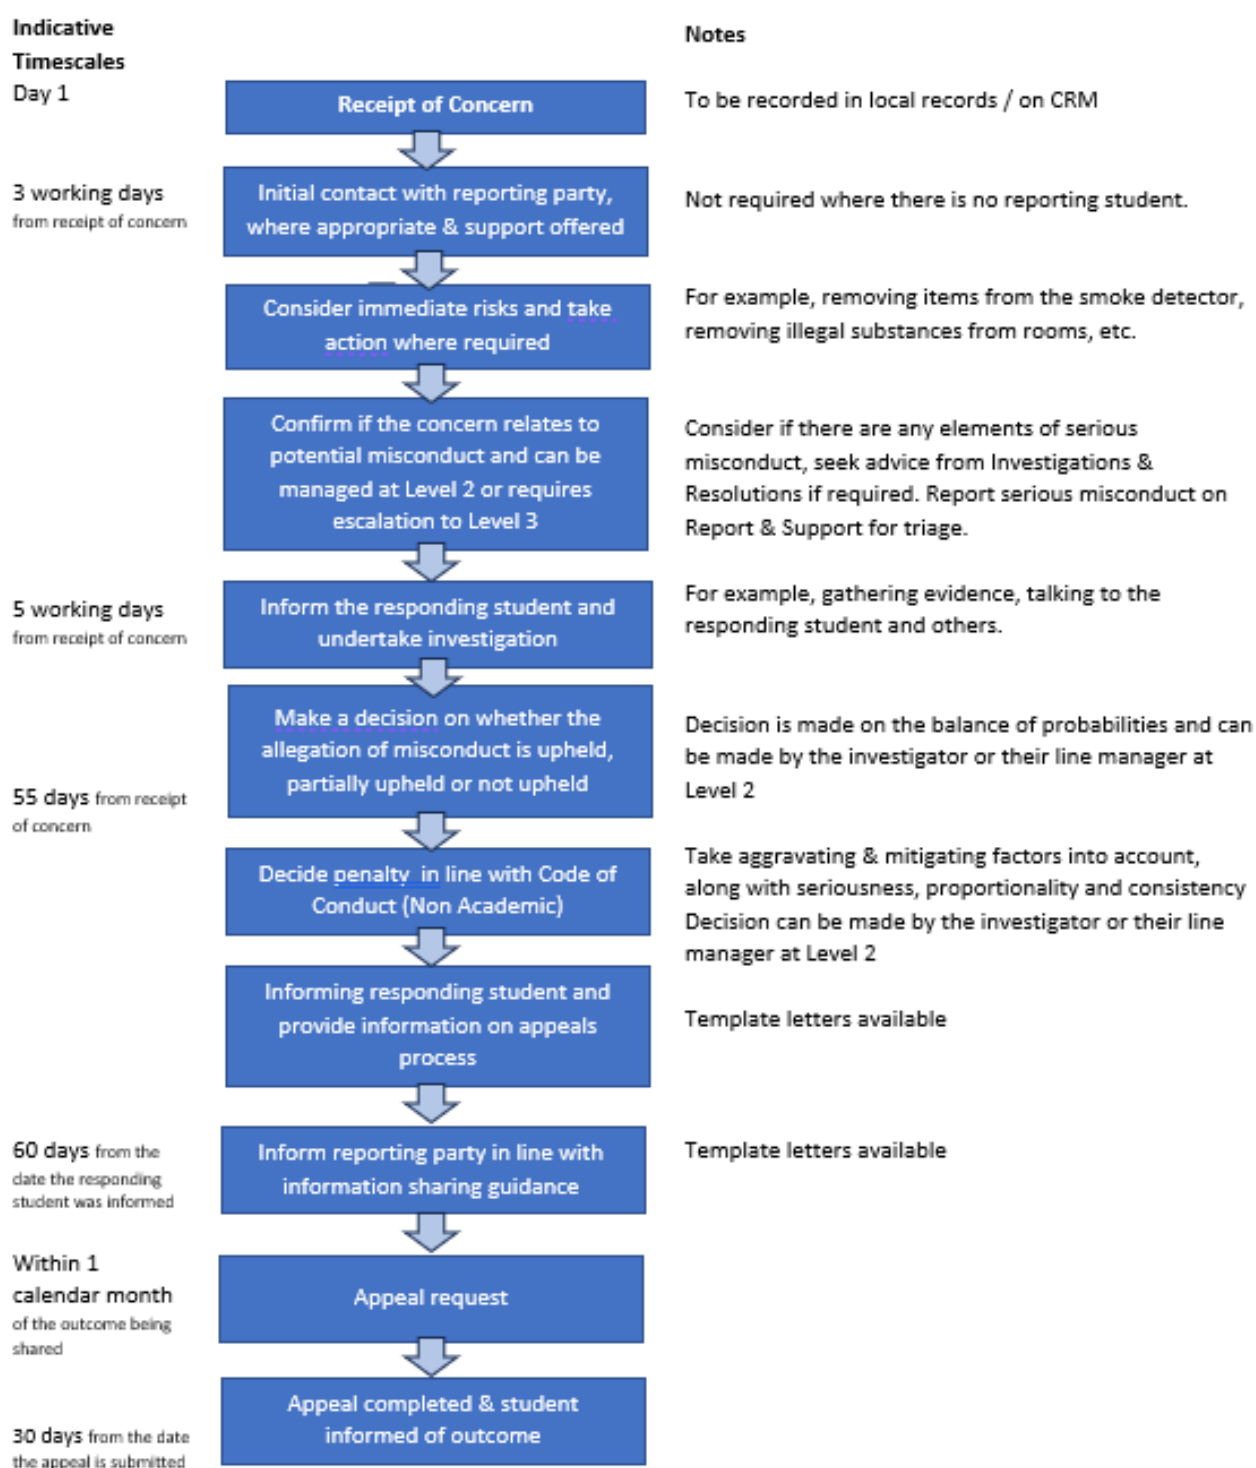 Indicative
Timescales
Notes
Day 1
Receipt of Concern
To be recorded in local records / on CRM
3 working days
from receipt of concern
Initial contact with reporting party,
where appropriate & support offered
Not required where there is no reporting student.
Consider immediate risks and take
action where required
For example, removing items from the smoke detector,
removing illegal substances from rooms, etc.
Confirm if the concern relates to
potential misconduct and can be
managed at Level 2 or requires
escalation to Level 3
Consider if there are any elements of serious
misconduct, seek advice from Investigations &
Resolutions if required. Report serious misconduct on
Report & Support for triage.
5 working days
from receipt of concern
Inform the responding student and
undertake investigation
For example, gathering evidence, talking to the
responding student and others.
Make a decision on whether the
allegation of misconduct is upheld,
partially upheld or not upheld
Decision is made on the balance of probabilities and can
be made by the investigator or their line manager at
Level 2
55 days from receipt
of concern
Decide penalty in line with Code of
Conduct (Non Academic)
Take aggravating & mitigating factors into account,
along with seriousness, proportionality and consistency
Decision can be made by the investigator or their line
manager at Level 2
Informing responding student and
provide information on appeals
process
Template letters available
60 days from the
date the responding
student was informed
Inform reporting party in line with
information sharing guidance
Template letters available
Within 1
calendar month
of the outcome being
shared
Appeal request
Appeal completed & student
informed of outcome
30 days from the date
the appeal is submitted